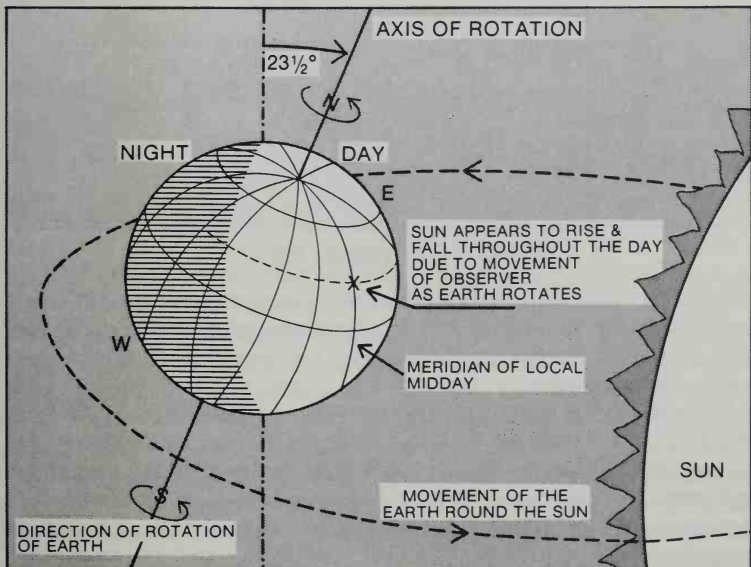 AXIS OF ROTATION
23½°
N
NIGHT
DAY
E
SUN APPEARS TO RISE &
FALL THROUGHOUT THE DAY
DUE TO MOVEMENT
OF OBSERVER
AS EARTH ROTATES
X
W
MERIDIAN OF LOCAL
MIDDAY
SUN
S
MOVEMENT OF THE
EARTH ROUND THE SUN
DIRECTION OF ROTATION
OF EARTH